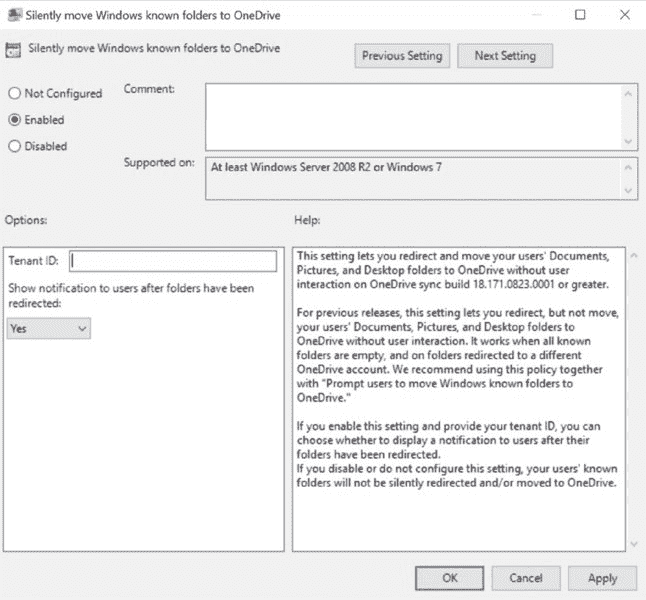 Silently move Windows known folders to OneDrive
Silently move Windows known folders to OneDrive
Previous Setting
Next Setting
Not Configured
Comment:
Enabled
Disabled
Supported on:
At least Windows Server 2008 R2 or Windows 7
Options:
Help:
Tenant ID:
Show notification to users after folders have been
redirected:
Yes
This setting lets you redirect and move your users' Documents,
Pictures, and Desktop folders to OneDrive without user
interaction on OneDrive sync build 18.171.0823.0001 or greater.
For previous releases, this setting lets you redirect, but not move,
your users' Documents, Pictures, and Desktop folders to
OneDrive without user interaction. It works when all known
folders are empty, and on folders redirected to a different
OneDrive account. We recommend using this policy together
with "Prompt users to move Windows known folders to
OneDrive."
If you enable this setting and provide your tenant ID, you can
choose whether to display a notification to users after their
folders have been redirected.
If you disable or do not configure this setting, your users' known
folders will not be silently redirected and/or moved to OneDrive.
OK
Cancel
Apply